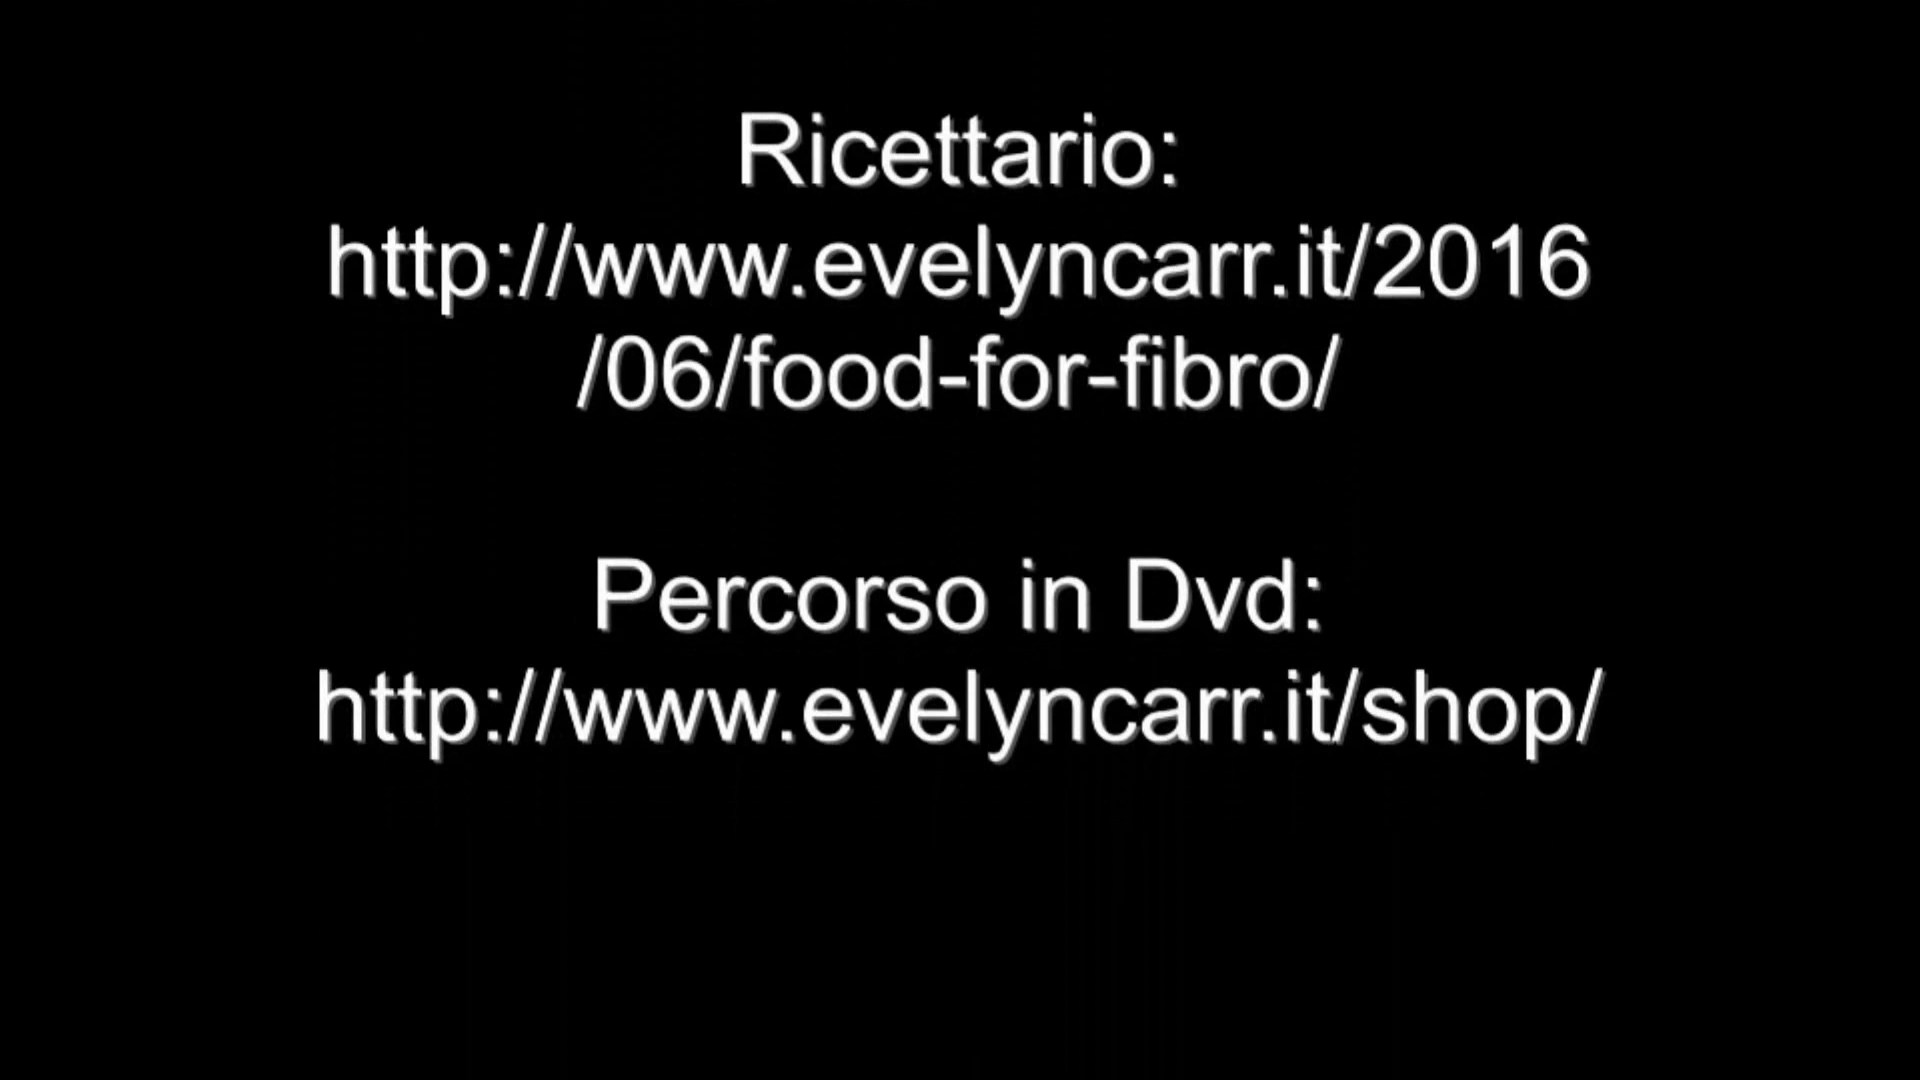 Ricettario:
http://www.evelyncarr.it/2016
/06/food-for-fibro/
Percorso in Dvd:
http://www.evelyncarr.it/shop/